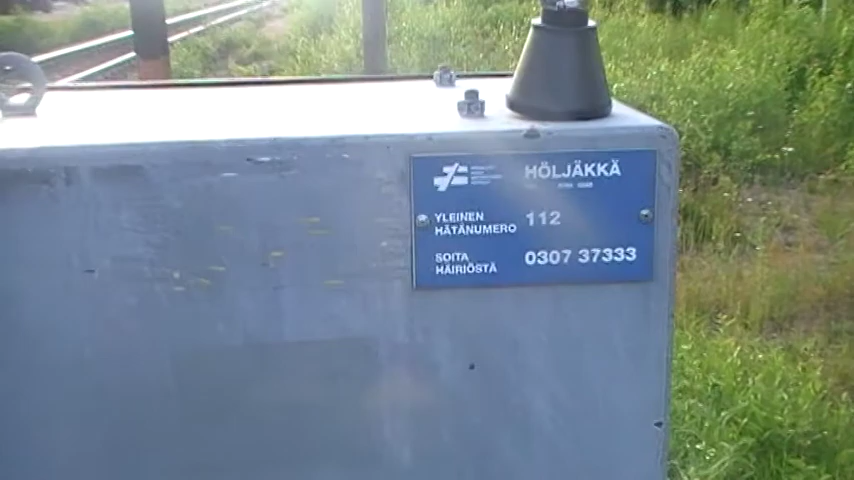 HÖLJÄKKÄ
YLEINEN
HÄTÄNUMERO
112
SOITA
HÄIRIÖSTÄ
0307 37333